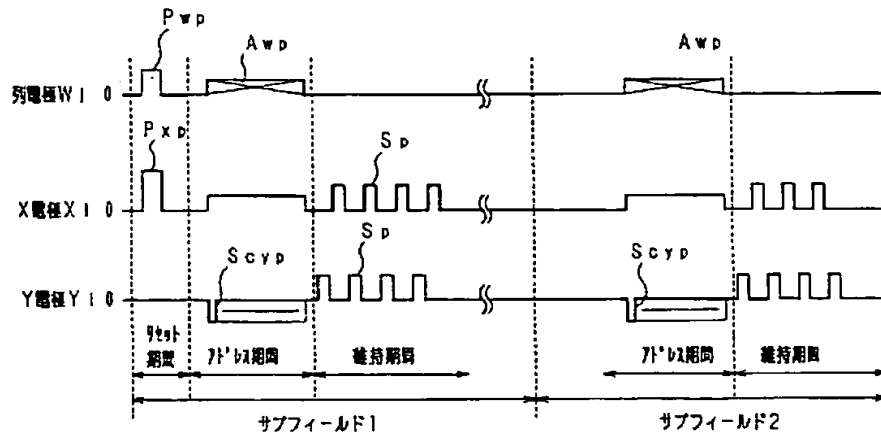 Pwp
Awp
Awp
列電極Wi 0
Pxp
Sp
X電極Xi 0
Scyp
Sp
Scyp
Y電極Yi 0
リセット
期間
アドレス期間
維持期間
アドレス期間
維持期間
サブフィールド1
サブフィールド2